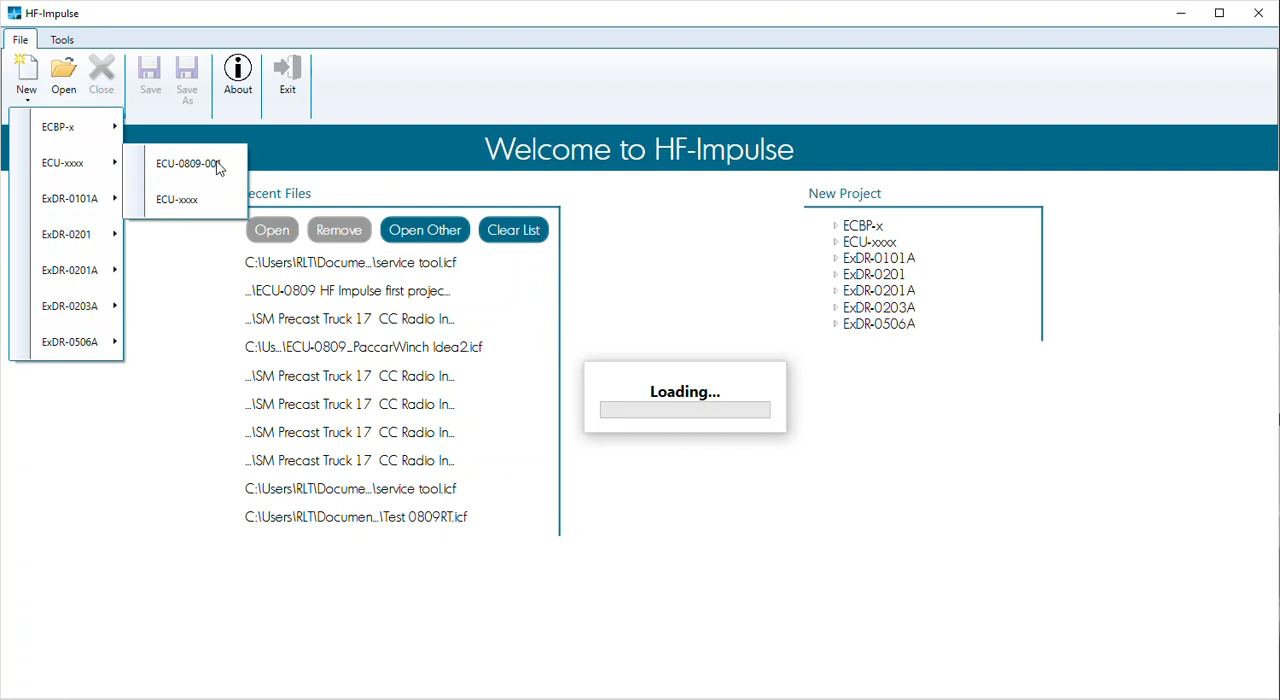 HF-Impulse
File Tools
New Open Close Save Save As About Exit
ECBP-x
ECU-xxxx
ExDR-0101A
ExDR-0201
ExDR-0201A
ExDR-0203A
ExDR-0506A
ECU-0809-001
ECU-xxxx
Welcome to HF-Impulse
ecent Files
Open Remove Open Other Clear List
C:\Users\RLT\Docume...\service tool.icf
...\ECU-0809 HF Impulse first projec...
...\SM Precast Truck 17 CC Radio In...
C:\Us...\ECU-0809_PaccarWinch Idea2.icf
...\SM Precast Truck 17 CC Radio In...
...\SM Precast Truck 17 CC Radio In...
...\SM Precast Truck 17 CC Radio In...
...\SM Precast Truck 17 CC Radio In...
C:\Users\RLT\Docume...\service tool.icf
C:\Users\RLT\Documen...\Test 0809RT.icf
Loading...
New Project
ECBP-x
ECU-xxxx
ExDR-0101A
ExDR-0201
ExDR-0201A
ExDR-0203A
ExDR-0506A